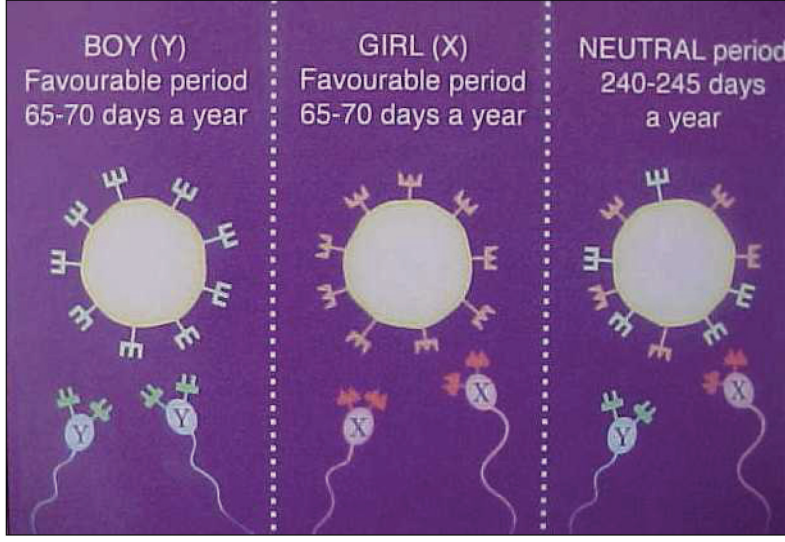 BOY (Y)
Favourable period
65-70 days a year
GIRL (X)
Favourable period
65-70 days a year
NEUTRAL period
240-245 days
a year
Y
Y
X
X
Y
X